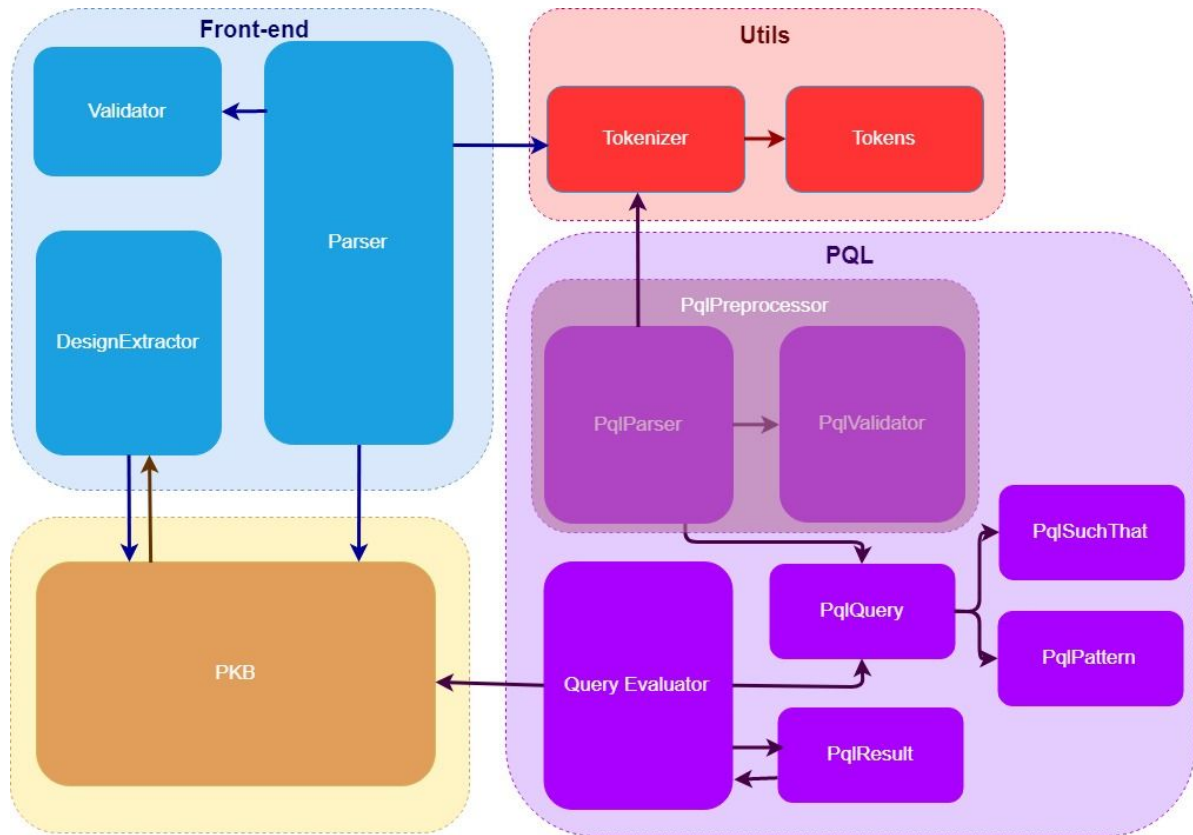 Front-end
Validator
Parser
DesignExtractor
Utils
Tokenizer
Tokens
PQL
PqlPreprocessor
PqlParser
PqlValidator
PqlSuchThat
PqlQuery
PqlPattern
Query Evaluator
PqlResult
PKB